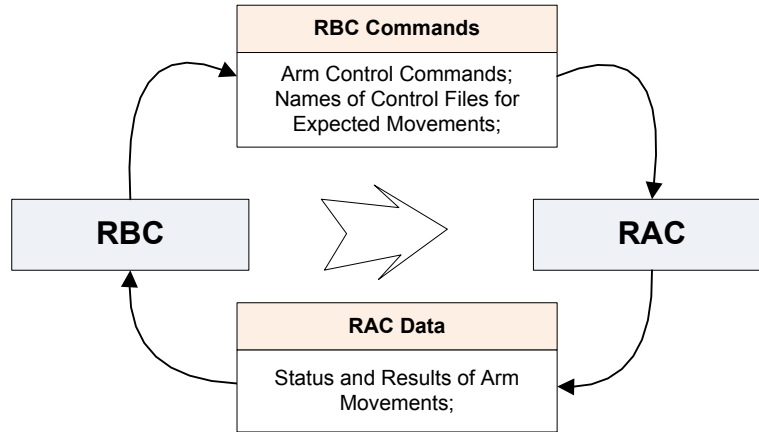 RBC Commands
Arm Control Commands;
Names of Control Files for
Expected Movements;
RBC
RAC
RAC Data
Status and Results of Arm
Movements;